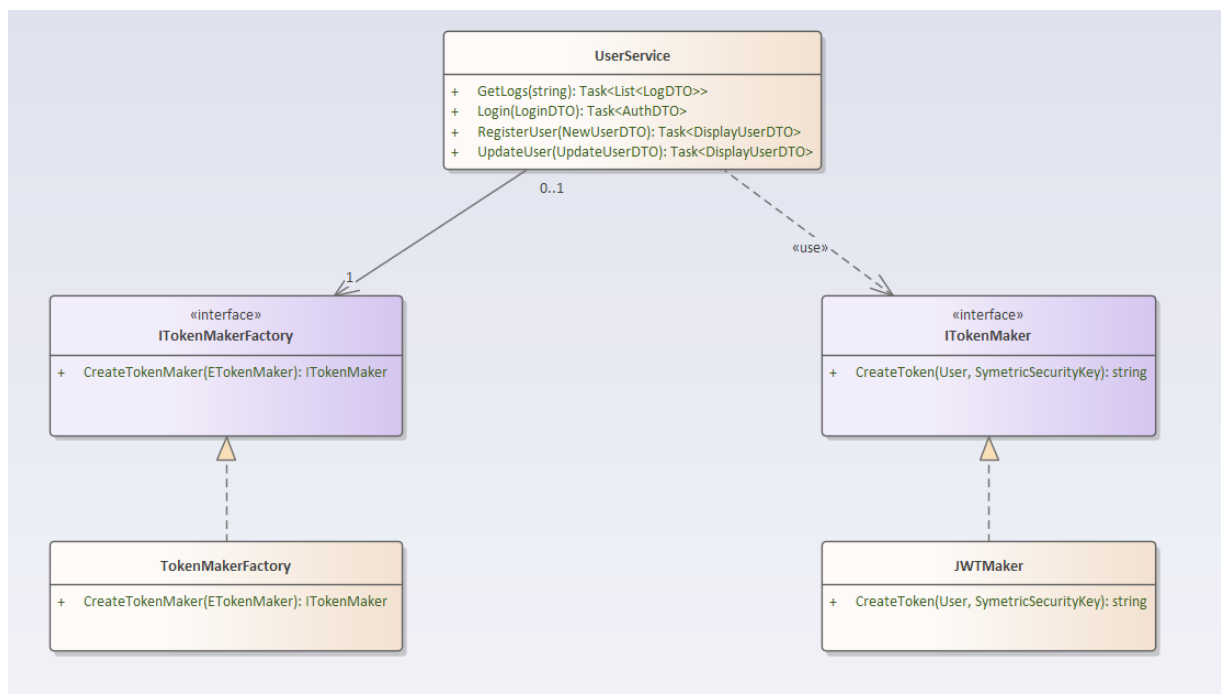 UserService
+ GetLogs(string): Task<List<LogDTO>>
+ Login(LoginDTO): Task<AuthDTO>
+ RegisterUser(NewUserDTO): Task<DisplayUserDTO>
+ UpdateUser(UpdateUserDTO): Task<DisplayUserDTO>
0..1
«use»
1
«interface»
ITokenMakerFactory
+ CreateTokenMaker(ETokenMaker): ITokenMaker
«interface»
ITokenMaker
+ CreateToken(User, SymetricSecurityKey): string
TokenMakerFactory
+ CreateTokenMaker(ETokenMaker): ITokenMaker
JWTMaker
+ CreateToken(User, SymetricSecurityKey): string